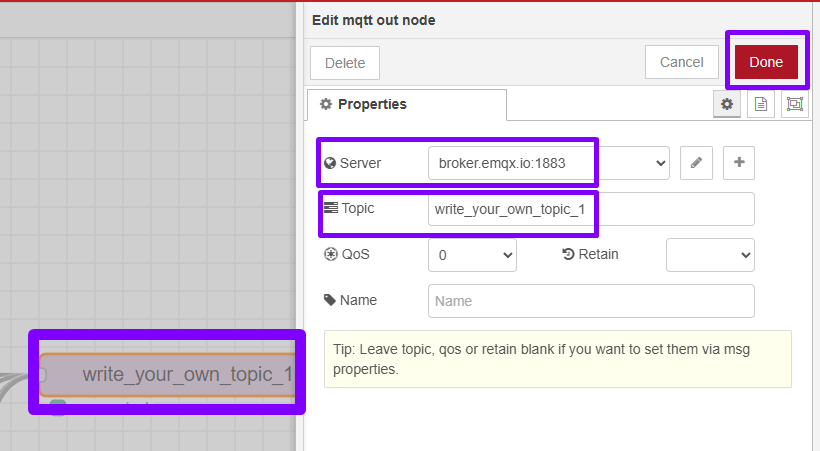 Edit mqtt out node
Delete
Cancel
Done
Properties
Server
broker.emqx.io:1883
Topic
write_your_own_topic_1
QoS
0
Retain
Name
Name
write_your_own_topic_1
Tip: Leave topic, qos or retain blank if you want to set them via msg
properties.